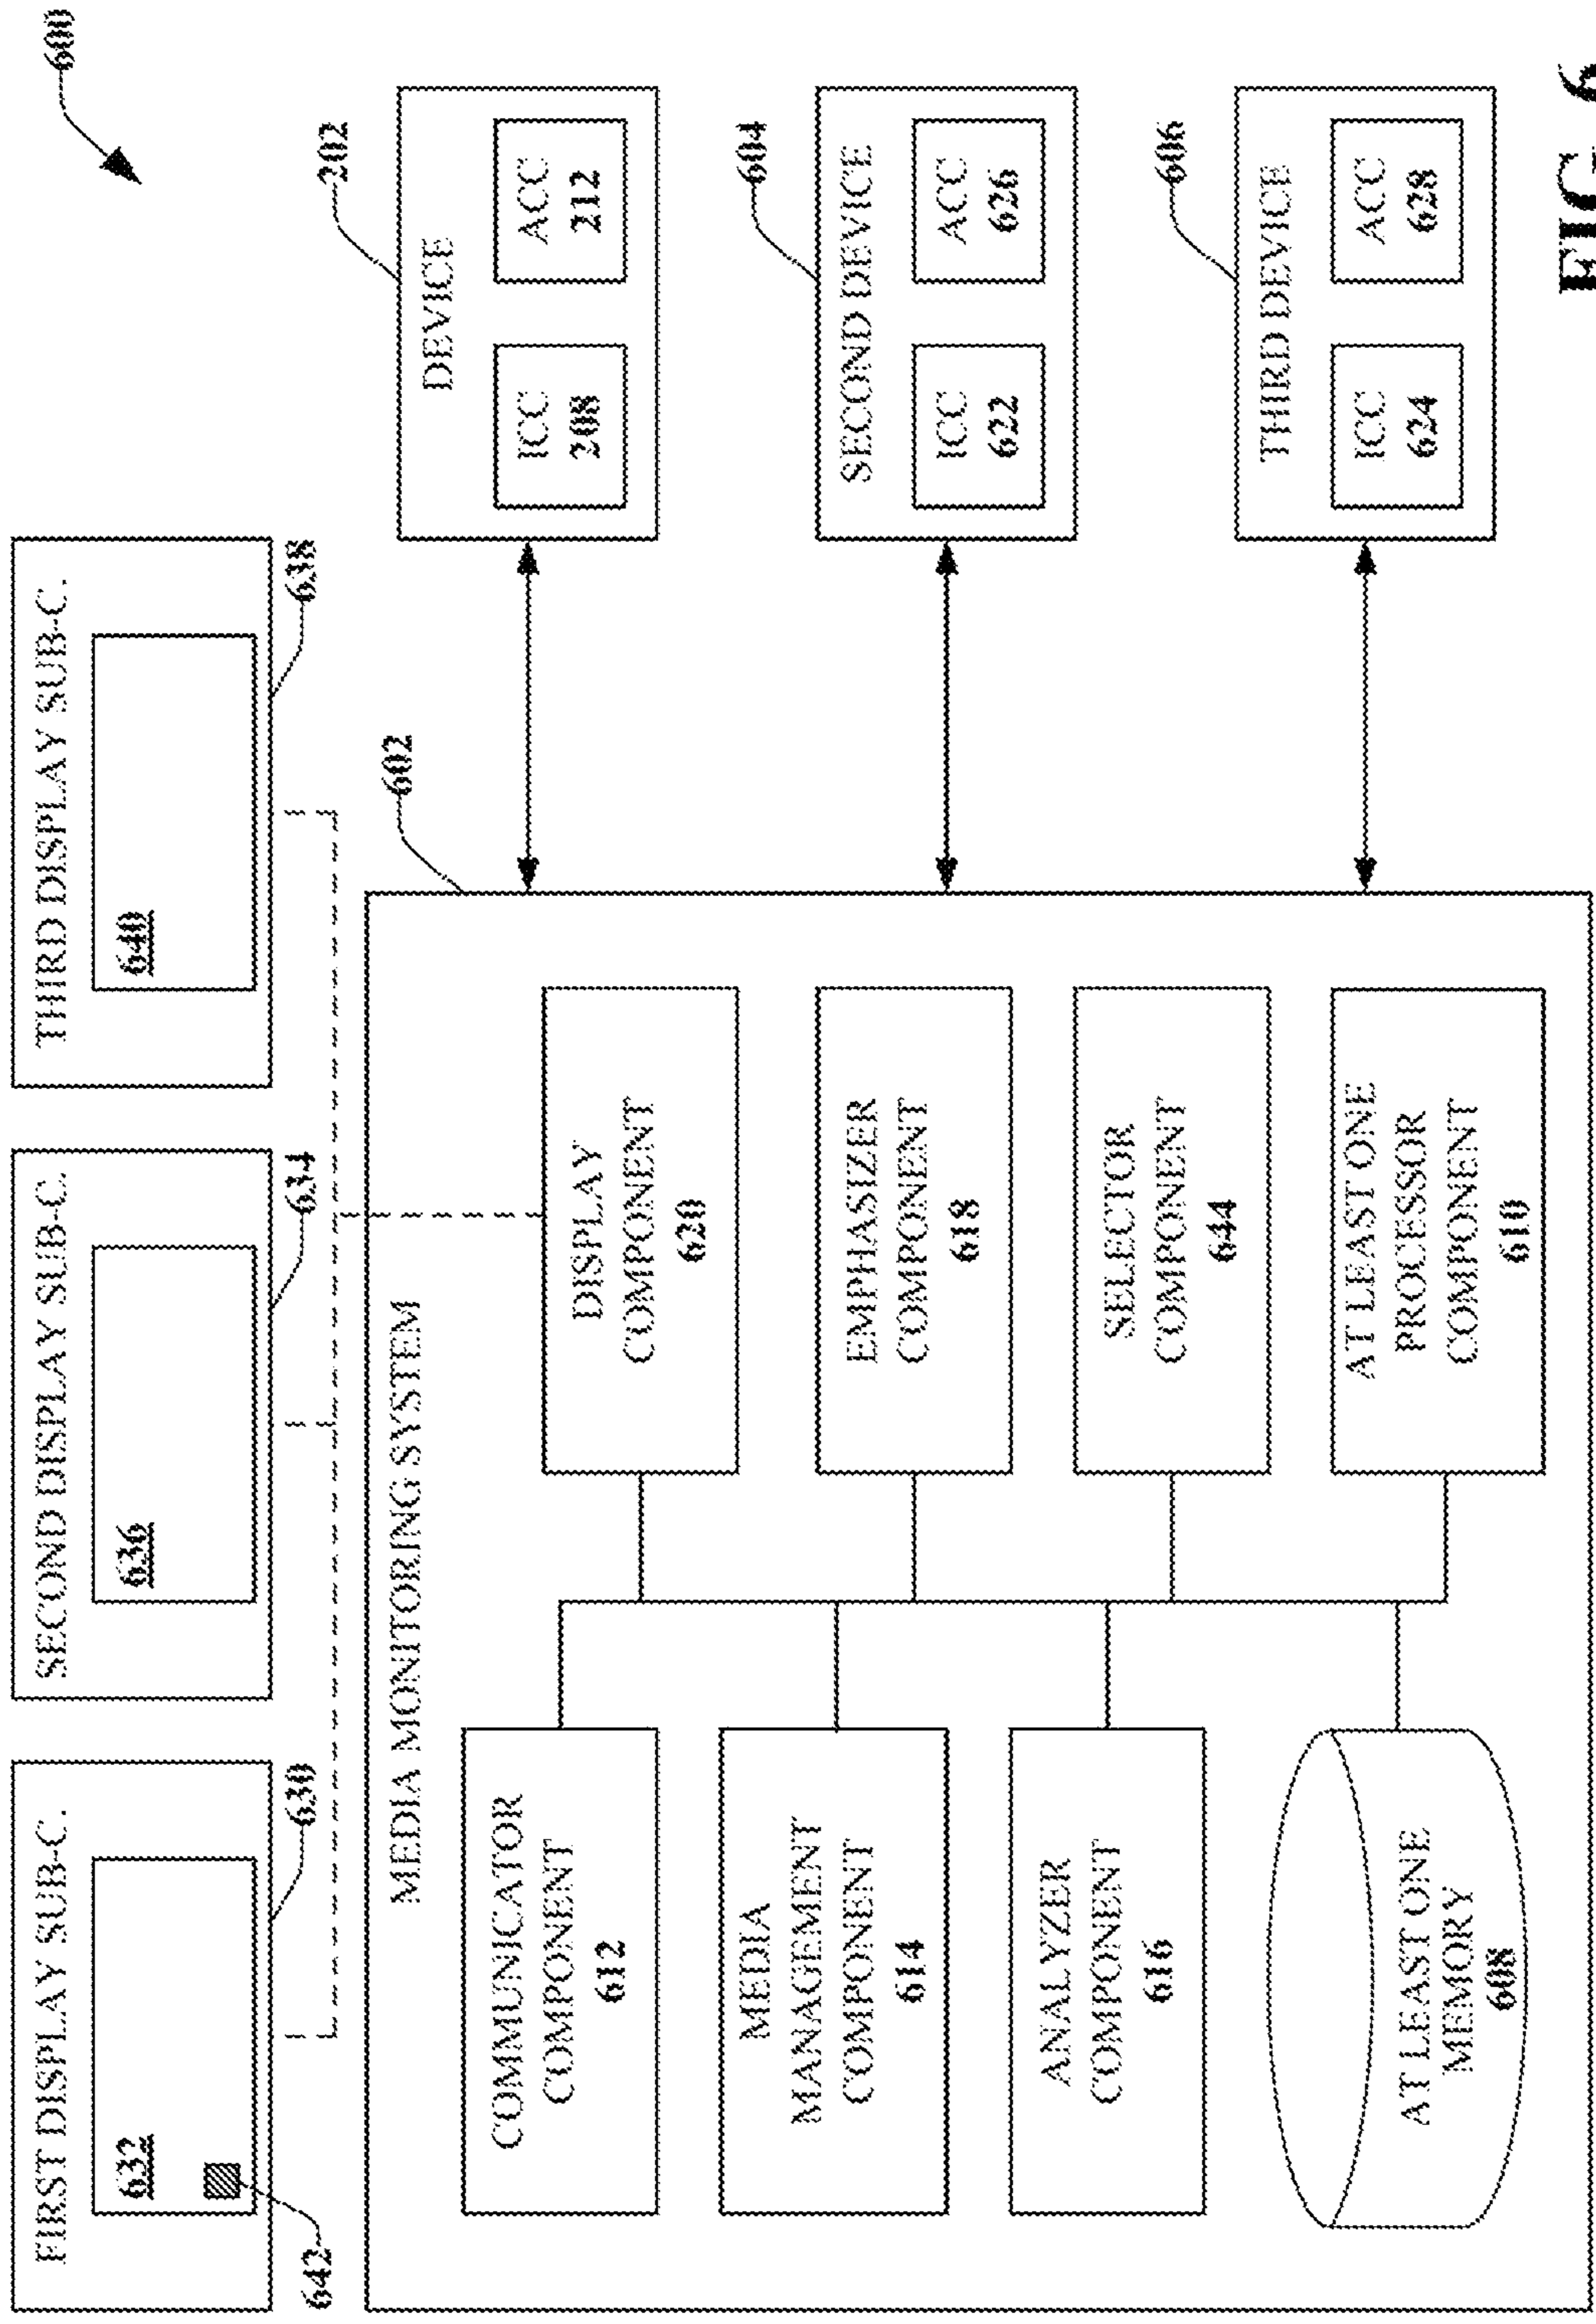 600
FIRST DISPLAY SUB-C.
632
642
630
SECOND DISPLAY SUB-C.
636
634
THIRD DISPLAY SUB-C.
640
638
602
MEDIA MONITORING SYSTEM
COMMUNICATOR
COMPONENT
612
MEDIA
MANAGEMENT
COMPONENT
614
ANALYZER
COMPONENT
616
AT LEAST ONE
MEMORY
608
DISPLAY
COMPONENT
620
EMPHASIZER
COMPONENT
618
SELECTOR
COMPONENT
644
AT LEAST ONE
PROCESSOR
COMPONENT
610
202
DEVICE
ICC
208
ACC
212
604
SECOND DEVICE
ICC
622
ACC
626
606
THIRD DEVICE
ICC
624
ACC
628
FIG. 6